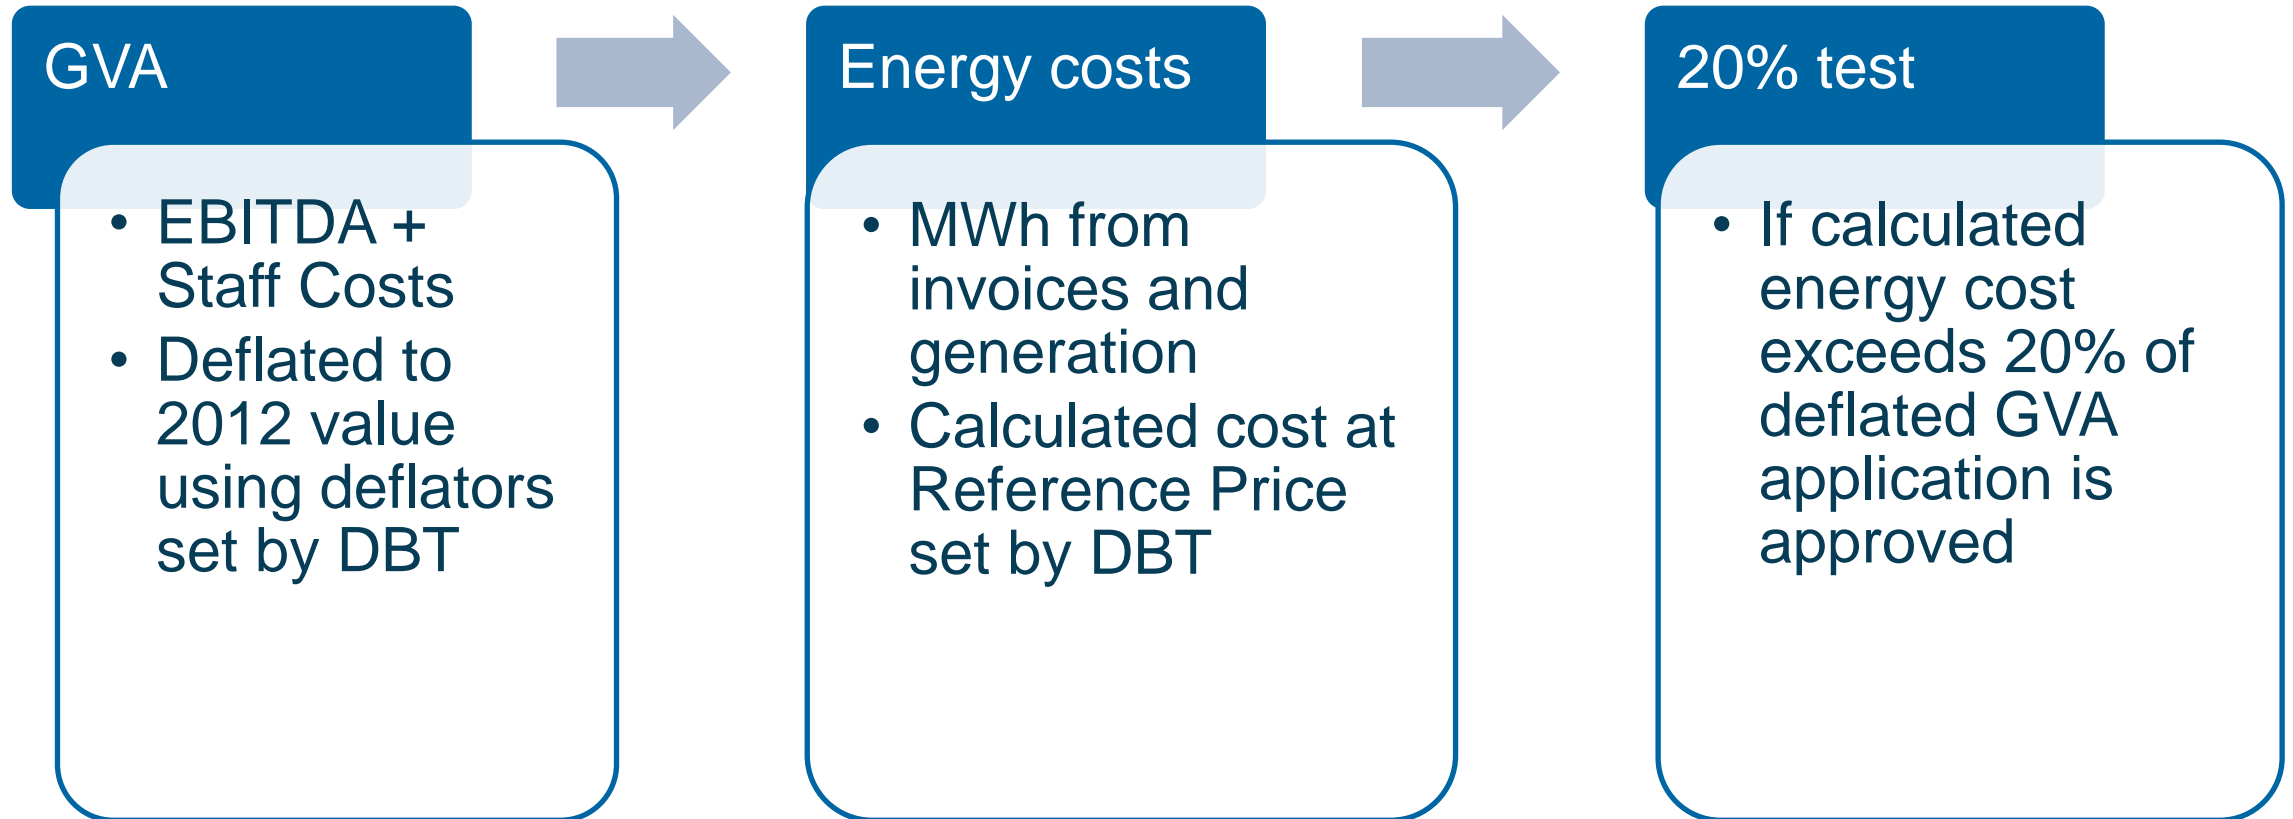 GVA
• EBITDA +
Staff Costs
• Deflated to
2012 value
using deflators
set by DBT
Energy costs
• MWh from
invoices and
generation
• Calculated cost at
Reference Price
set by DBT
20% test
• If calculated
energy cost
exceeds 20% of
deflated GVA
application is
approved